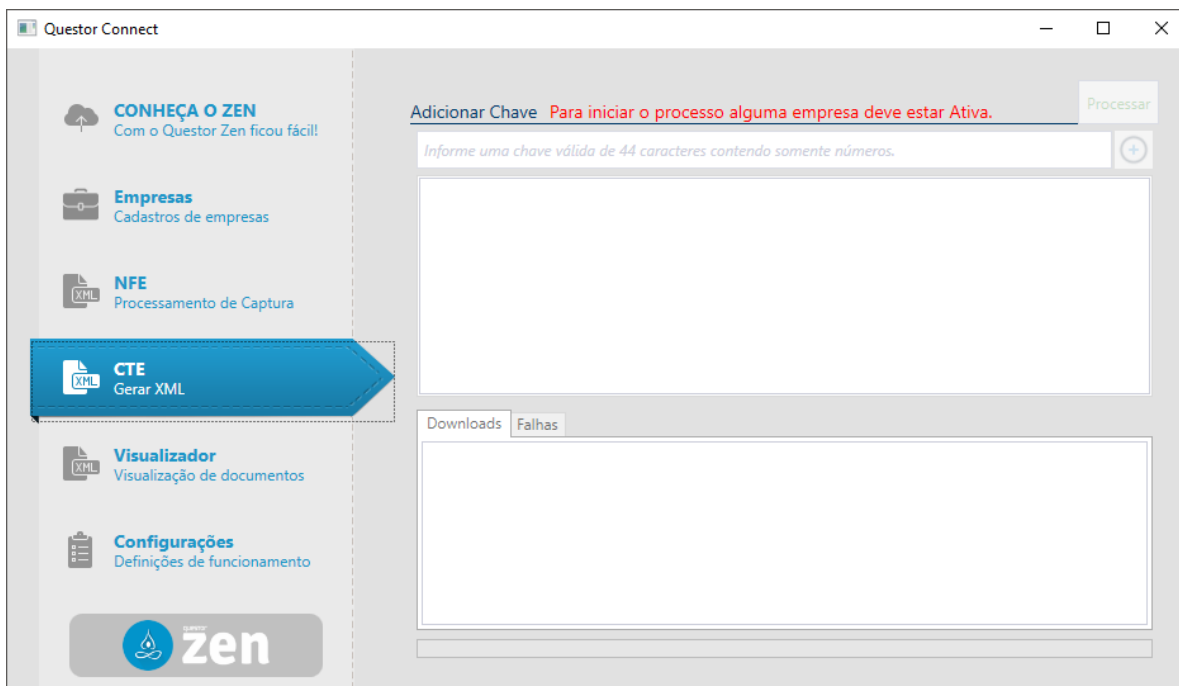 Questor Connect
CONHEÇA O ZEN
Com o Questor Zen ficou fácil!
Empresas
Cadastros de empresas
XML
NFE
Processamento de Captura
XML
CTE
Gerar XML
XML
Visualizador
Visualização de documentos
Configurações
Definições de funcionamento
QUESTOR
zen
Adicionar Chave Para iniciar o processo alguma empresa deve estar Ativa.
Processar
Informe uma chave válida de 44 caracteres contendo somente números.
Downloads Falhas